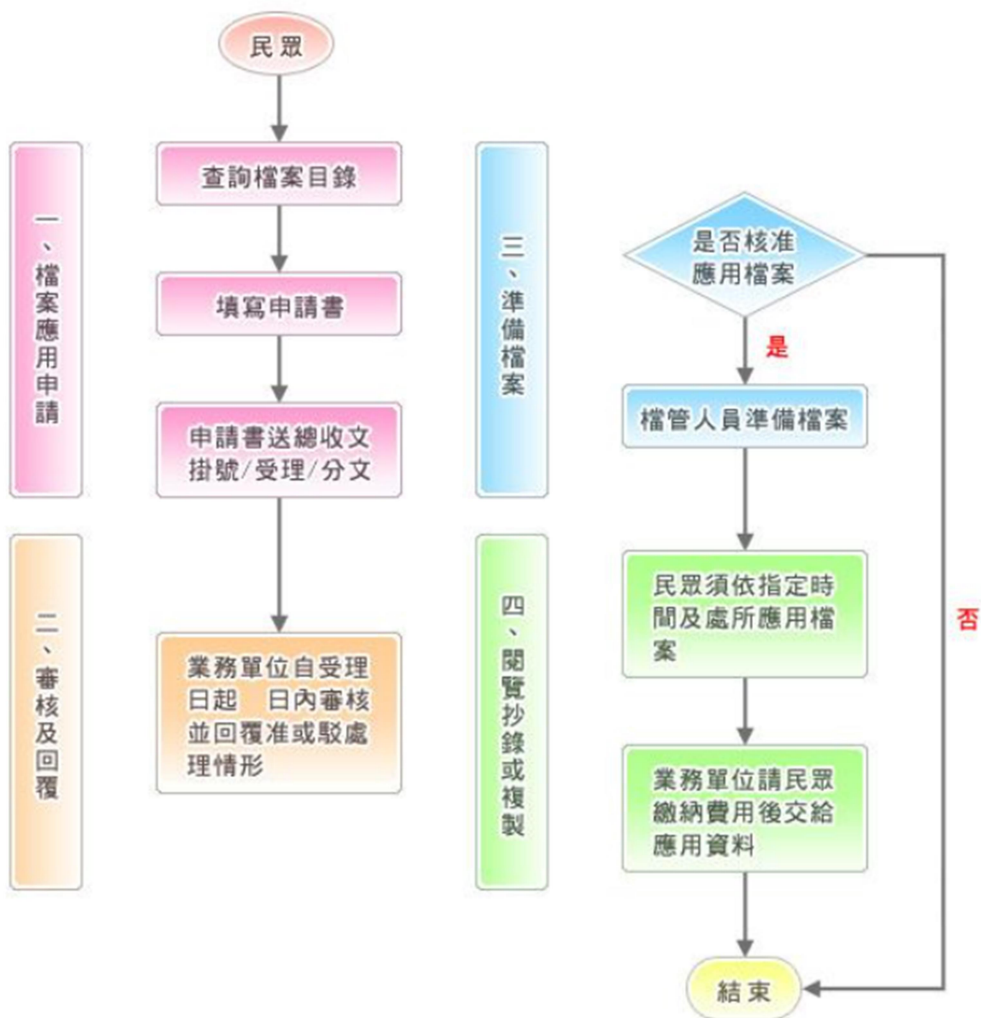 民眾
一、檔案應用申請
查詢檔案目錄
填寫申請書
申請書送總收文
掛號/受理/分文
二、審核及回覆
業務單位自受理
日起　日內審核
並回覆准或駁處
理情形
三、準備檔案
是否核准
應用檔案
是
否
檔管人員準備檔案
四、閱覽抄錄或複製
民眾須依指定時
間及處所應用檔
案
業務單位請民眾
繳納費用後交給
應用資料
結束